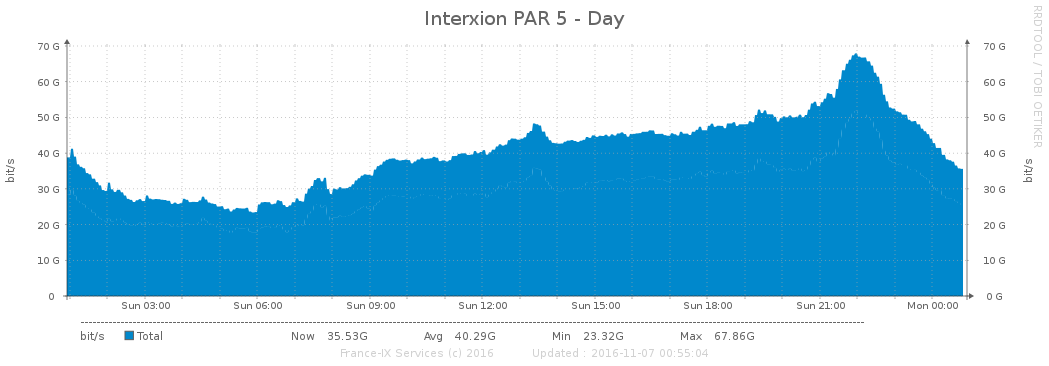 Interxion PAR 5 - Day
RRDTOOL / TOBI OETIKER
bit/s
70 G
60 G
50 G
40 G
30 G
20 G
10 G
0
70 G
60 G
50 G
40 G
30 G
20 G
10 G
0 G
bit/s
Sun 03:00 Sun 06:00 Sun 09:00 Sun 12:00 Sun 15:00 Sun 18:00 Sun 21:00 Mon 00:00
bit/s Total Now 35.53G Avg 40.29G Min 23.32G Max 67.86G
France-IX Services (c) 2016 Updated : 2016-11-07 00:55:04